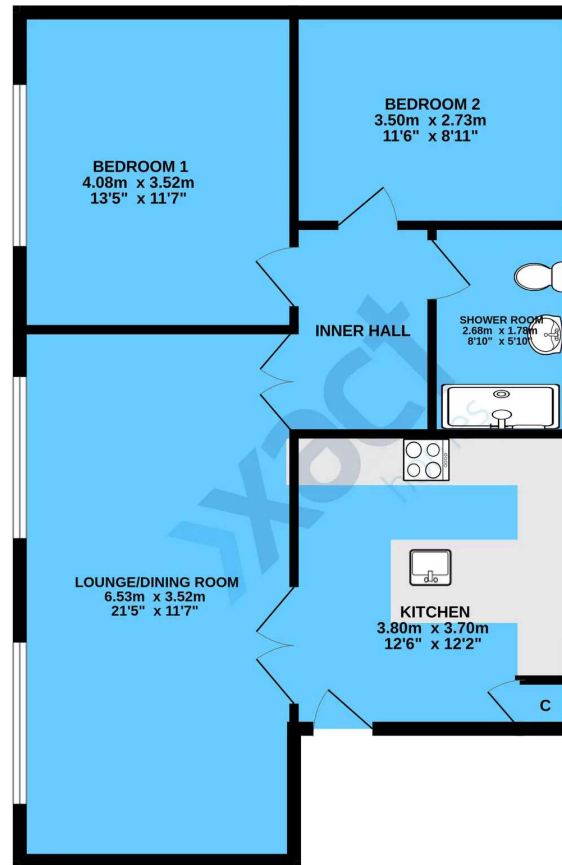 BEDROOM 2
3.50m x 2.73m
11'6" x 8'11"
BEDROOM 1
4.08m x 3.52m
13'5" x 11'7"
INNER HALL
SHOWER ROOM
2.68m x 1.78m
8'10" x 5'10"
xact
homes
LOUNGE/DINING ROOM
6.53m x 3.52m
21'5" x 11'7"
KITCHEN
3.80m x 3.70m
12'6" x 12'2"
C